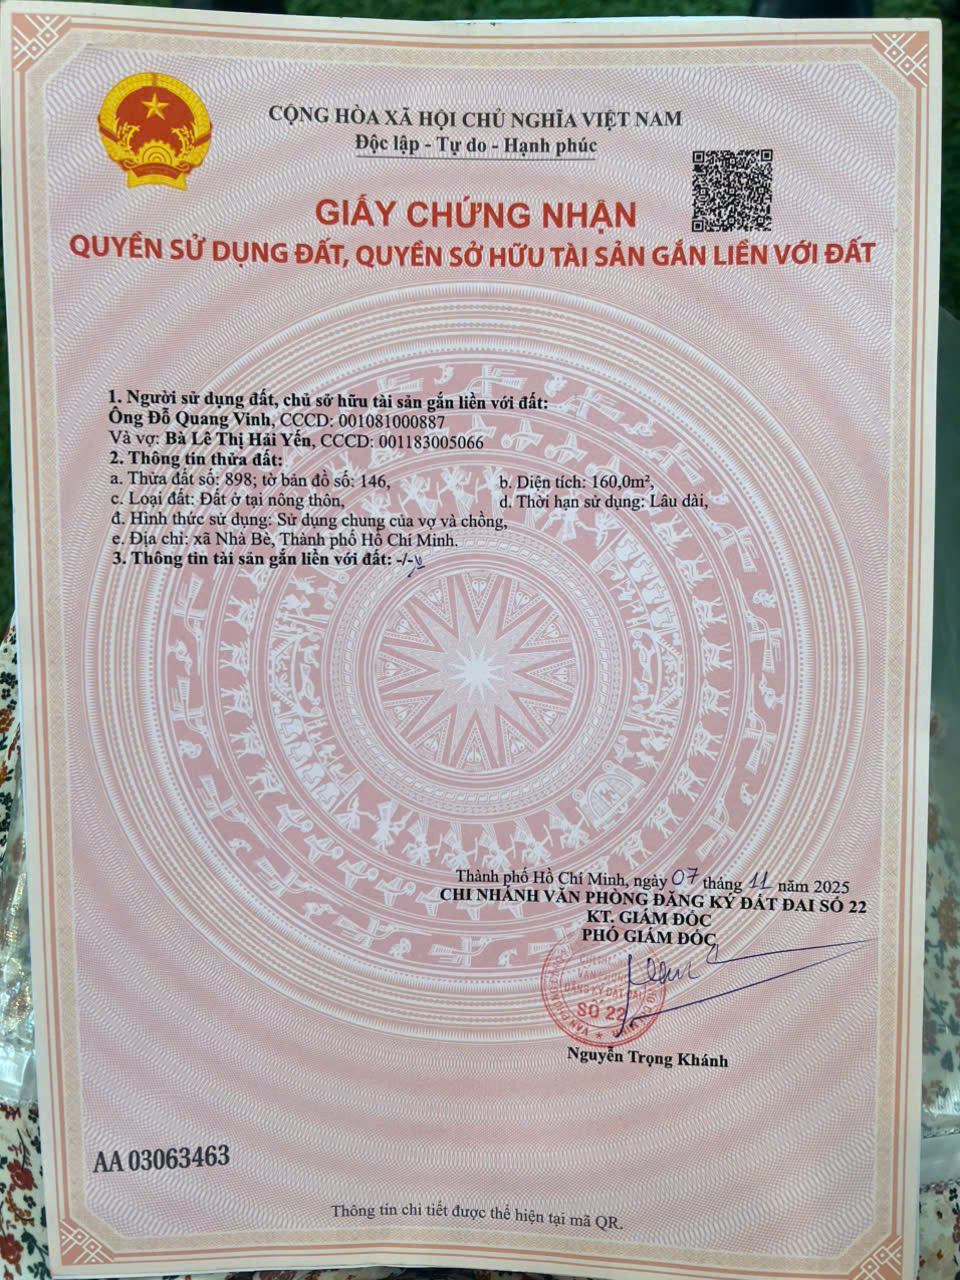 CỘNG HÒA XÃ HỘI CHỦ NGHĨA VIỆT NAM
Độc lập - Tự do - Hạnh phúc
GIẤY CHỨNG NHẬN
QUYỀN SỬ DỤNG ĐẤT, QUYỀN SỞ HỮU TÀI SẢN GẮN LIỀN VỚI ĐẤT
1. Người sử dụng đất, chủ sở hữu tài sản gắn liền với đất:
Ông Đỗ Quang Vinh, CCCD: 001081000887
Và vợ: Bà Lê Thị Hải Yến, CCCD: 001183005066
2. Thông tin thửa đất:
a. Thửa đất số: 898; tờ bản đồ số: 146, b. Diện tích: 160,0m²,
c. Loại đất: Đất ở tại nông thôn, d. Thời hạn sử dụng: Lâu dài,
đ. Hình thức sử dụng: Sử dụng chung của vợ và chồng,
e. Địa chỉ: xã Nhà Bè, Thành phố Hồ Chí Minh.
3. Thông tin tài sản gắn liền với đất: -/-
Thành phố Hồ Chí Minh, ngày 07 tháng 11 năm 2025
CHI NHÁNH VĂN PHÒNG ĐĂNG KÝ ĐẤT ĐAI SỐ 22
KT. GIÁM ĐỐC
PHÓ GIÁM ĐỐC
VĂN PHÒNG
ĐĂNG KÝ ĐẤT ĐAI
SỐ 22
Nguyễn Trọng Khánh
AA 03063463
Thông tin chi tiết được thể hiện tại mã QR.